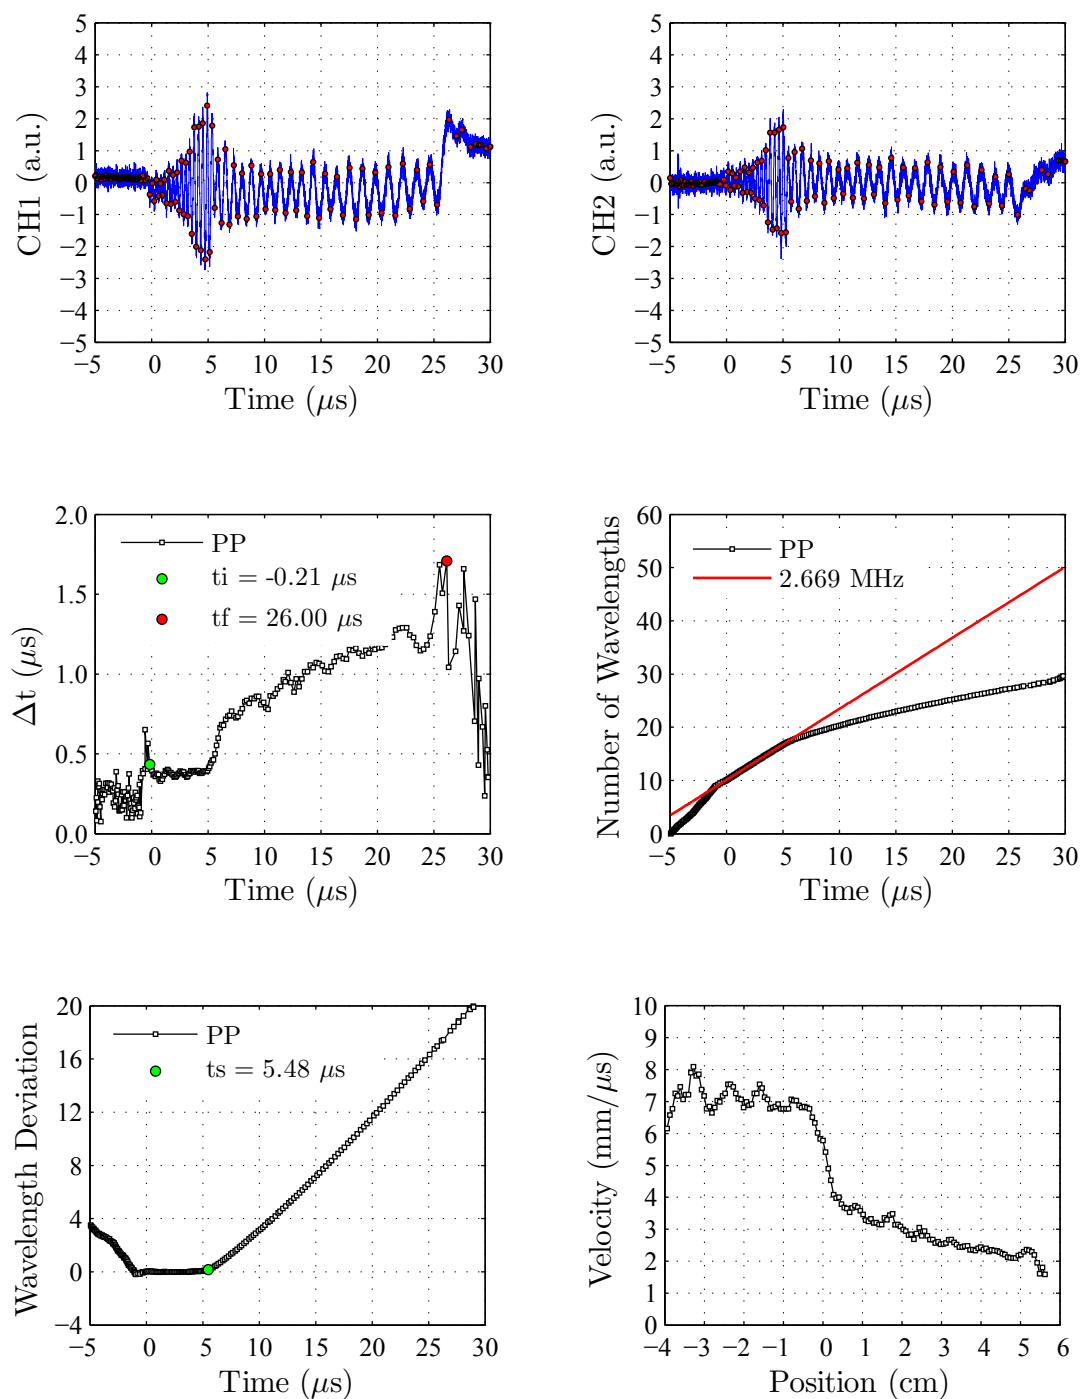 5
4
3
2
1
0
−1
−2
−3
−4
−5
CH1 (a.u.)
−5 0 5 10 15 20 25 30
Time (μs)
5
4
3
2
1
0
−1
−2
−3
−4
−5
CH2 (a.u.)
−5 0 5 10 15 20 25 30
Time (μs)
2.0
1.5
1.0
0.5
0.0
Δt (μs)
PP
ti = -0.21 μs
tf = 26.00 μs
−5 0 5 10 15 20 25 30
Time (μs)
60
50
40
30
20
10
0
Number of Wavelengths
PP
2.669 MHz
−5 0 5 10 15 20 25 30
Time (μs)
20
16
12
8
4
0
−4
Wavelength Deviation
PP
ts = 5.48 μs
−5 0 5 10 15 20 25 30
Time (μs)
10
9
8
7
6
5
4
3
2
1
0
Velocity (mm/μs)
−4 −3 −2 −1 0 1 2 3 4 5 6
Position (cm)